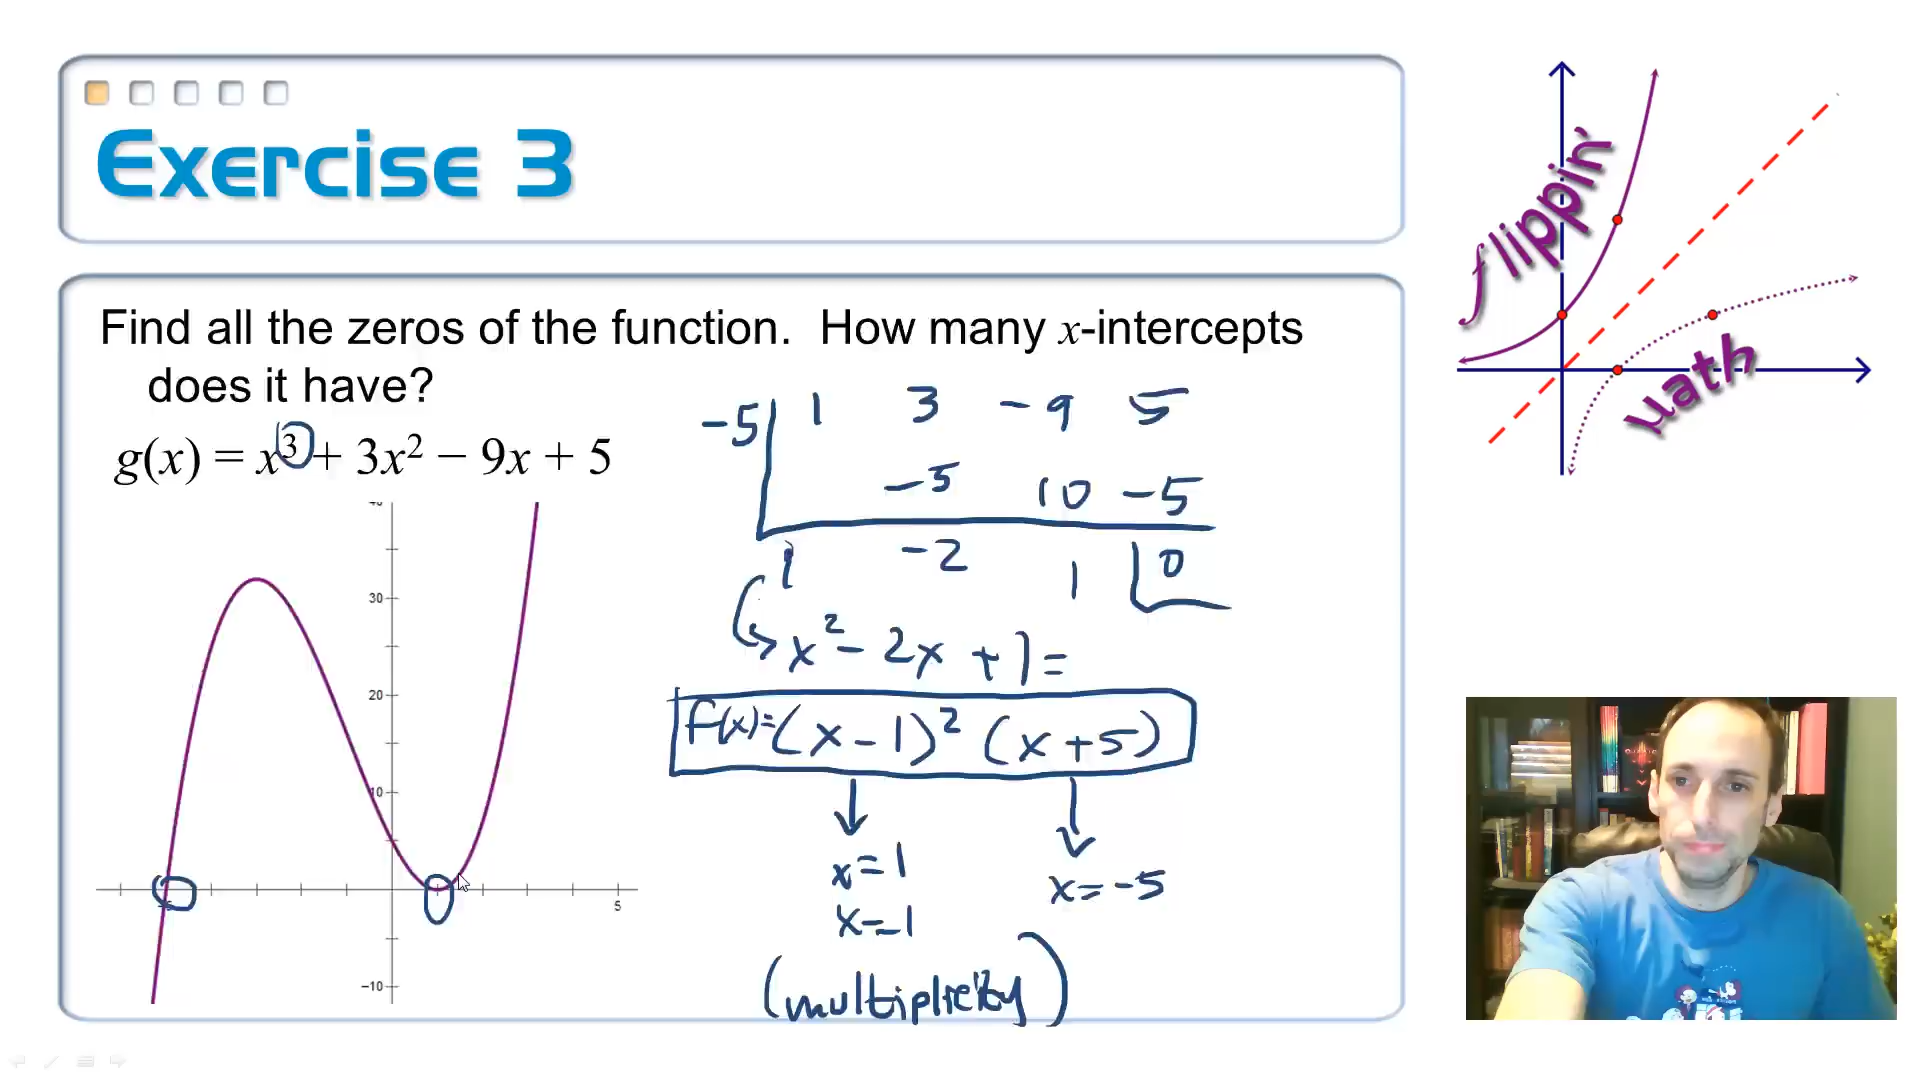 Exercise 3
flippin'
math
Find all the zeros of the function. How many x-intercepts
does it have?
g(x) = x³ + 3x² − 9x + 5
-5 1 3 -9 5
-5 10 -5
1 -2 1 0
x² - 2x + 1 =
f(x)=(x-1)² (x+5)
x=1 x=-5
x=1
(multiplicity)
40
30
20
10
-5 5
-10